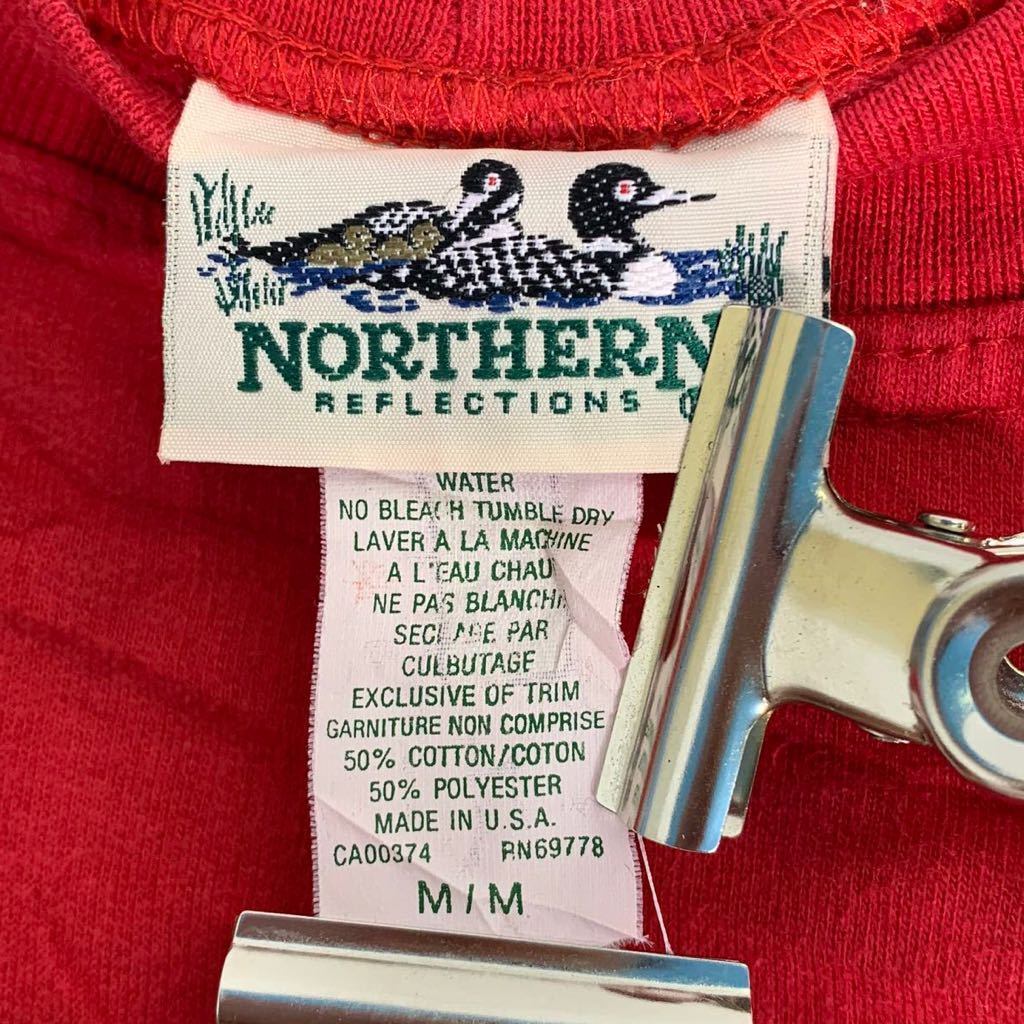 NORTHERN
REFLECTIONS
WATER
NO BLEACH TUMBLE DRY
LAVER A LA MACHINE
A L'EAU CHAU
NE PAS BLANCHI
SECHAGE PAR
CULBUTAGE
EXCLUSIVE OF TRIM
GARNITURE NON COMPRISE
50% COTTON/COTON
50% POLYESTER
MADE IN U.S.A.
CA00374 RN69778
M / M